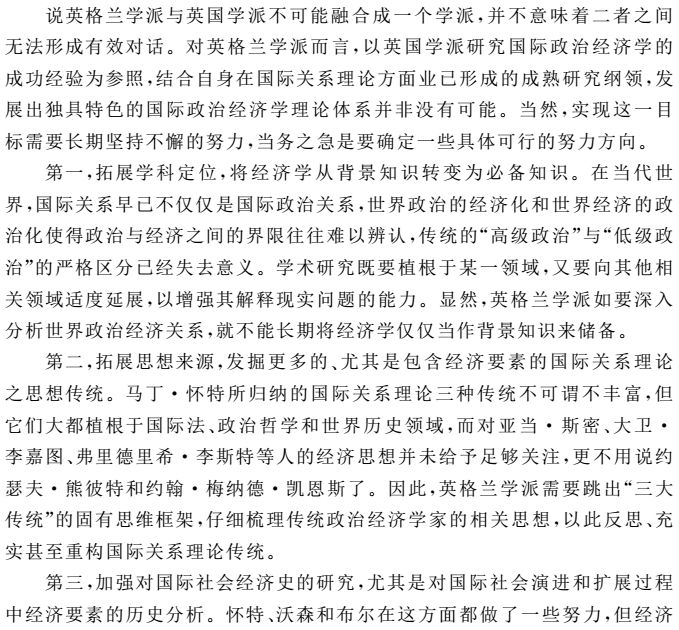 说英格兰学派与英国学派不可能融合成一个学派,并不意味着二者之间
无法形成有效对话。对英格兰学派而言,以英国学派研究国际政治经济学的
成功经验为参照,结合自身在国际关系理论方面业已形成的成熟研究纲领,发
展出独具特色的国际政治经济学理论体系并非没有可能。当然,实现这一目
标需要长期坚持不懈的努力,当务之急是要确定一些具体可行的努力方向。
第一,拓展学科定位,将经济学从背景知识转变为必备知识。在当代世
界,国际关系早已不仅仅是国际政治关系,世界政治的经济化和世界经济的政
治化使得政治与经济之间的界限往往难以辨认,传统的“高级政治”与“低级政
治”的严格区分已经失去意义。学术研究既要植根于某一领域,又要向其他相
关领域适度延展,以增强其解释现实问题的能力。显然,英格兰学派如要深入
分析世界政治经济关系,就不能长期将经济学仅仅当作背景知识来储备。
第二,拓展思想来源,发掘更多的、尤其是包含经济要素的国际关系理论
之思想传统。马丁·怀特所归纳的国际关系理论三种传统不可谓不丰富,但
它们大都植根于国际法、政治哲学和世界历史领域,而对亚当·斯密、大卫·
李嘉图、弗里德里希·李斯特等人的经济思想并未给予足够关注,更不用说约
瑟夫·熊彼特和约翰·梅纳德·凯恩斯了。因此,英格兰学派需要跳出“三大
传统”的固有思维框架,仔细梳理传统政治经济学家的相关思想,以此反思、充
实甚至重构国际关系理论传统。
第三,加强对国际社会经济史的研究,尤其是对国际社会演进和扩展过程
中经济要素的历史分析。怀特、沃森和布尔在这方面都做了一些努力,但经济